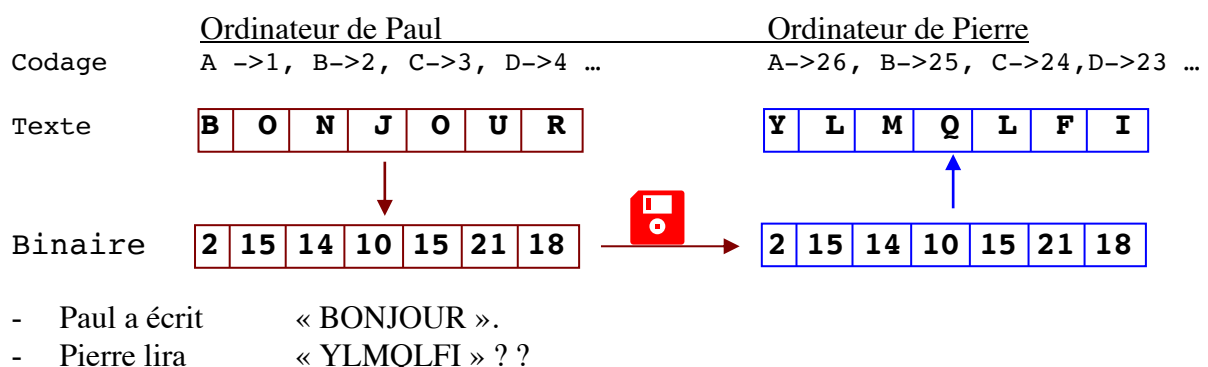 Ordinateur de Paul Ordinateur de Pierre
Codage A ->1, B->2, C->3, D->4 … A->26, B->25, C->24,D->23 …
Texte B O N J O U R Y L M Q L F I
Binaire 2 15 14 10 15 21 18 2 15 14 10 15 21 18
- Paul a écrit « BONJOUR ».
- Pierre lira « YLMQLFI » ? ?